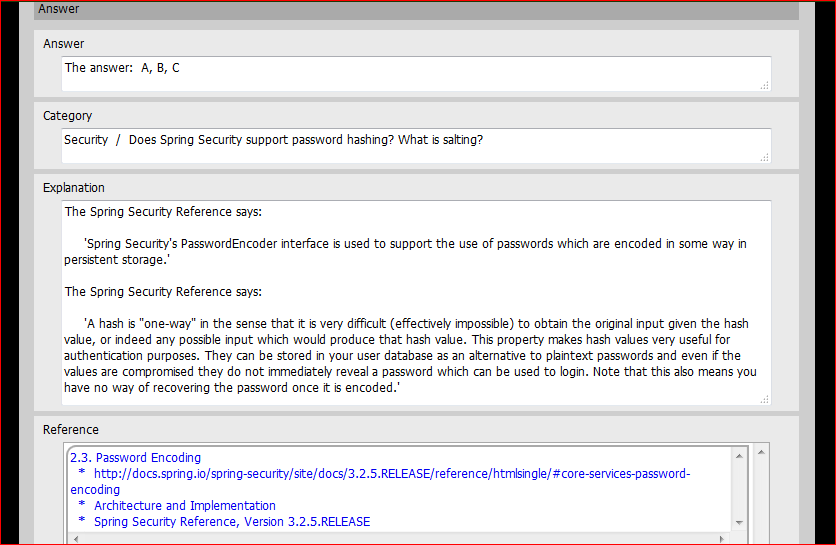 Answer
Answer
The answer:  A, B, C
Category
Security  /  Does Spring Security support password hashing? What is salting?
Explanation
The Spring Security Reference says:
'Spring Security's PasswordEncoder interface is used to support the use of passwords which are encoded in some way in
persistent storage.'
The Spring Security Reference says:
'A hash is "one-way" in the sense that it is very difficult (effectively impossible) to obtain the original input given the hash
value, or indeed any possible input which would produce that hash value. This property makes hash values very useful for
authentication purposes. They can be stored in your user database as an alternative to plaintext passwords and even if the
values are compromised they do not immediately reveal a password which can be used to login. Note that this also means you
have no way of recovering the password once it is encoded.'
Reference
2.3. Password Encoding
* http://docs.spring.io/spring-security/site/docs/3.2.5.RELEASE/reference/htmlsingle/#core-services-password-
encoding
* Architecture and Implementation
* Spring Security Reference, Version 3.2.5.RELEASE